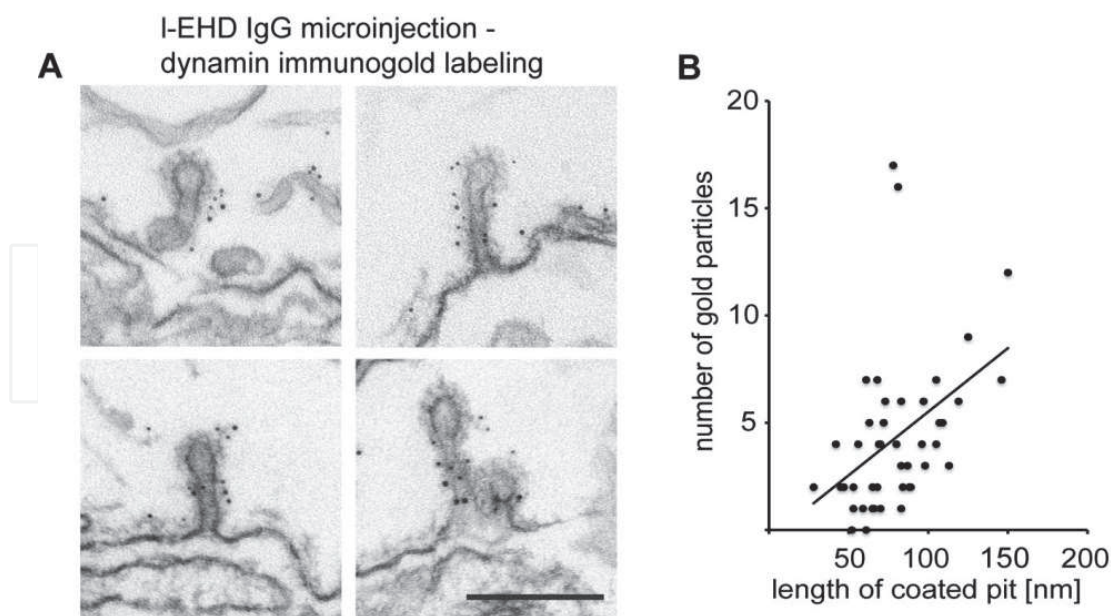 l-EHD IgG microinjection -
A dynamin immunogold labeling
B
20
15
10
5
number of gold particles
50 100 150 200
length of coated pit [nm]